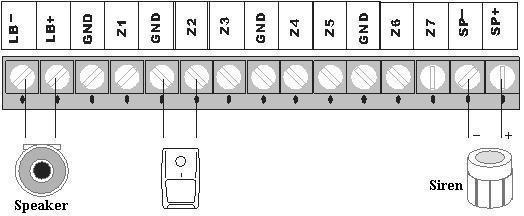 LB- LB+ GND Z1 GND Z2 Z3 GND Z4 Z5 GND Z6 Z7 SP- SP+
- +
Speaker
Siren